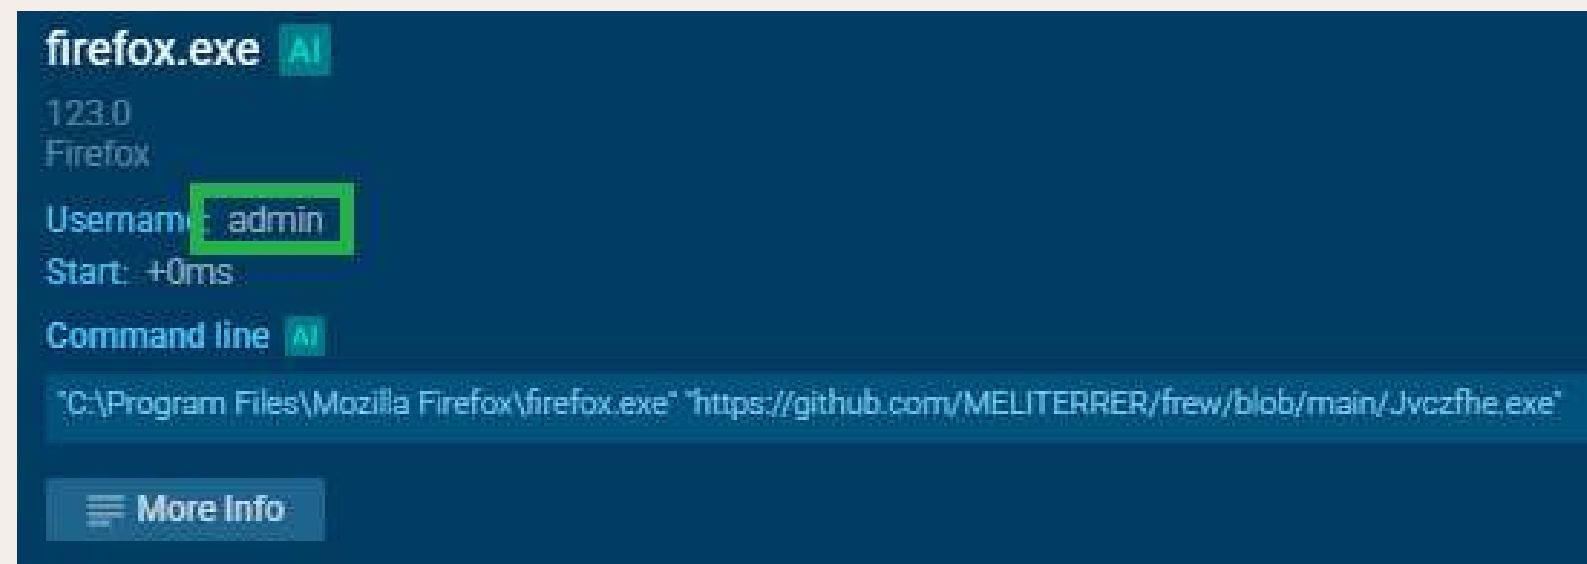 firefox.exe AI
123.0
Firefox
Username: admin
Start: +0ms
Command line AI
"C:\Program Files\Mozilla Firefox\firefox.exe" "https://github.com/MELITERRER/frew/blob/main/Jvczfhe.exe"
More Info